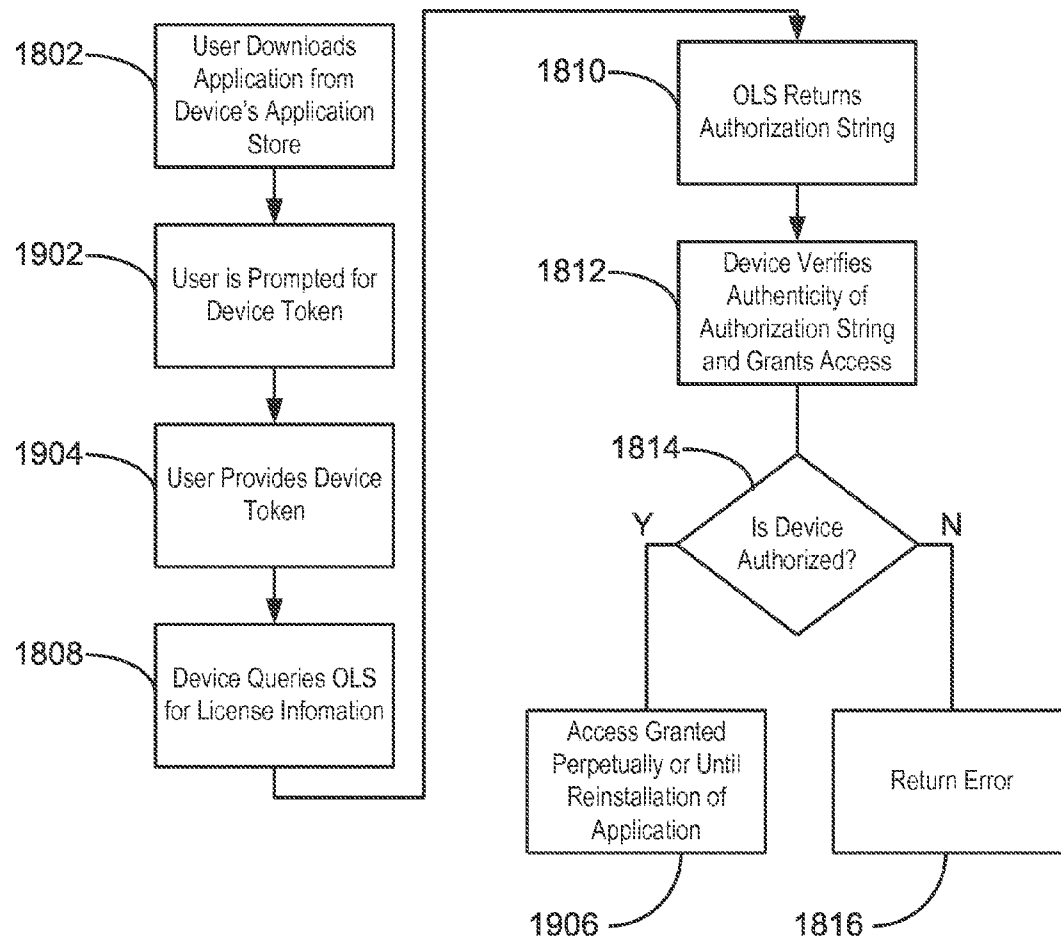 1802
User Downloads
Application from
Device's Application
Store
1902
User is Prompted for
Device Token
1904
User Provides Device
Token
1808
Device Queries OLS
for License Infomation
1810
OLS Returns
Authorization String
1812
Device Verifies
Authenticity of
Authorization String
and Grants Access
1814
Is Device
Authorized?
Y
N
Access Granted
Perpetually or Until
Reinstallation of
Application
1906
Return Error
1816